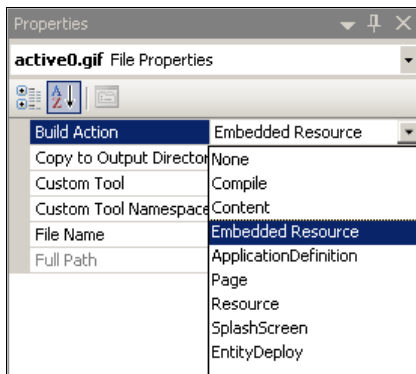 Properties
active0.gif File Properties
Build Action Embedded Resource
Copy to Output Director None
Custom Tool Compile
Custom Tool Namespace Content
File Name Embedded Resource
Full Path ApplicationDefinition
Page
Resource
SplashScreen
EntityDeploy